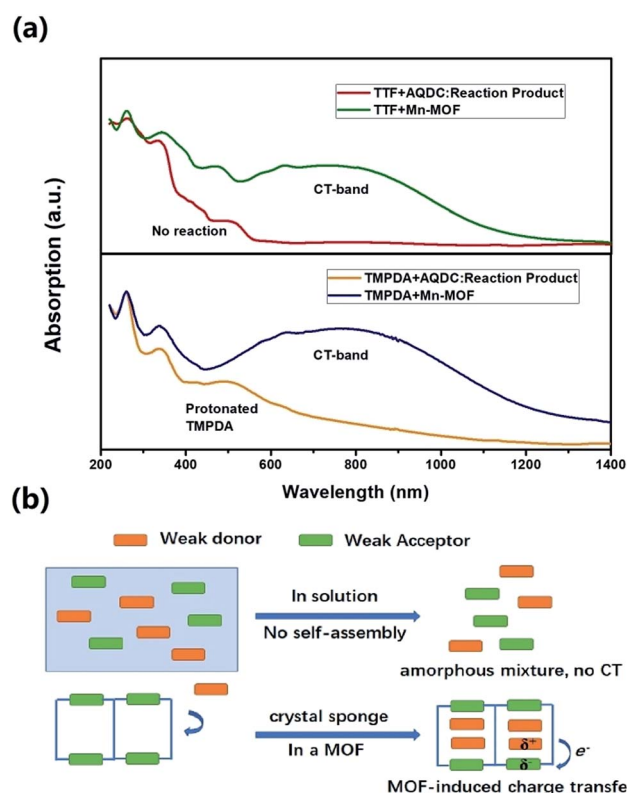 (a)
TTF+AQDC:Reaction Product
TTF+Mn-MOF
CT-band
No reaction
TMPDA+AQDC:Reaction Product
TMPDA+Mn-MOF
CT-band
Protonated
TMPDA
Absorption (a.u.)
200 400 600 800 1000 1200 1400
Wavelength (nm)
(b)
Weak donor Weak Acceptor
In solution
No self-assembly
amorphous mixture, no CT
crystal sponge
In a MOF
δ+
δ-
e-
MOF-induced charge transfe